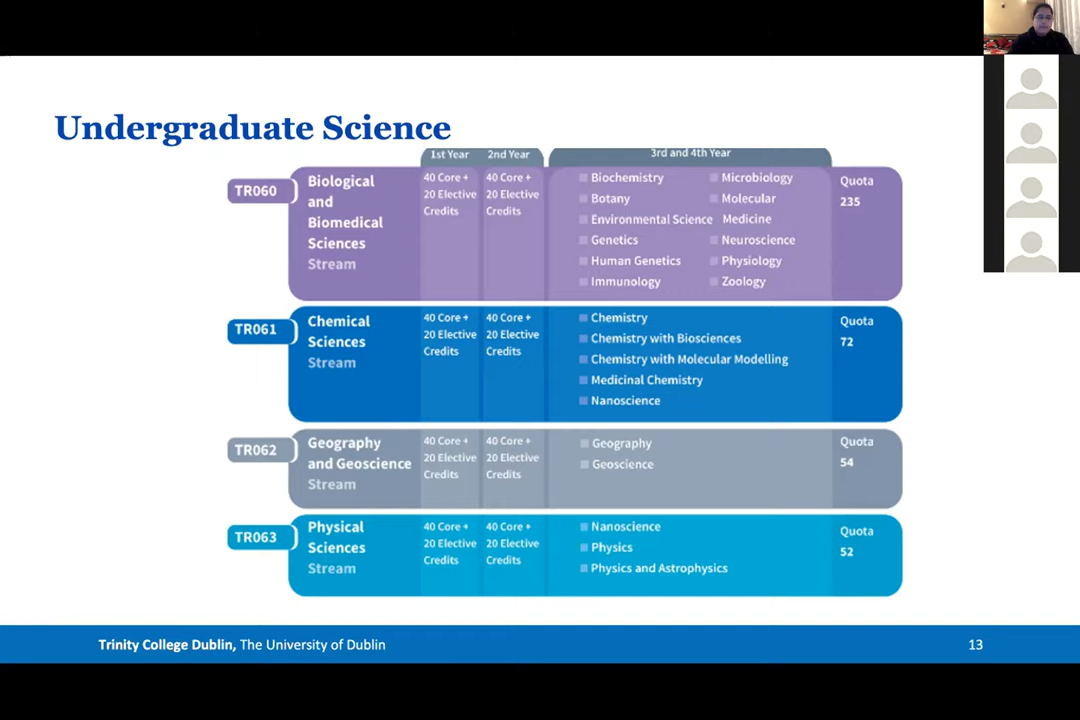 Undergraduate Science
1st Year 2nd Year 3rd and 4th Year
TR060
Biological
and
Biomedical
Sciences
Stream
40 Core +
20 Elective
Credits
40 Core +
20 Elective
Credits
Biochemistry
Botany
Environmental Science
Genetics
Human Genetics
Immunology
Microbiology
Molecular
Medicine
Neuroscience
Physiology
Zoology
Quota
235
TR061
Chemical
Sciences
Stream
40 Core +
20 Elective
Credits
40 Core +
20 Elective
Credits
Chemistry
Chemistry with Biosciences
Chemistry with Molecular Modelling
Medicinal Chemistry
Nanoscience
Quota
72
TR062
Geography
and Geoscience
Stream
40 Core +
20 Elective
Credits
40 Core +
20 Elective
Credits
Geography
Geoscience
Quota
54
TR063
Physical
Sciences
Stream
40 Core +
20 Elective
Credits
40 Core +
20 Elective
Credits
Nanoscience
Physics
Physics and Astrophysics
Quota
52
Trinity College Dublin, The University of Dublin
13